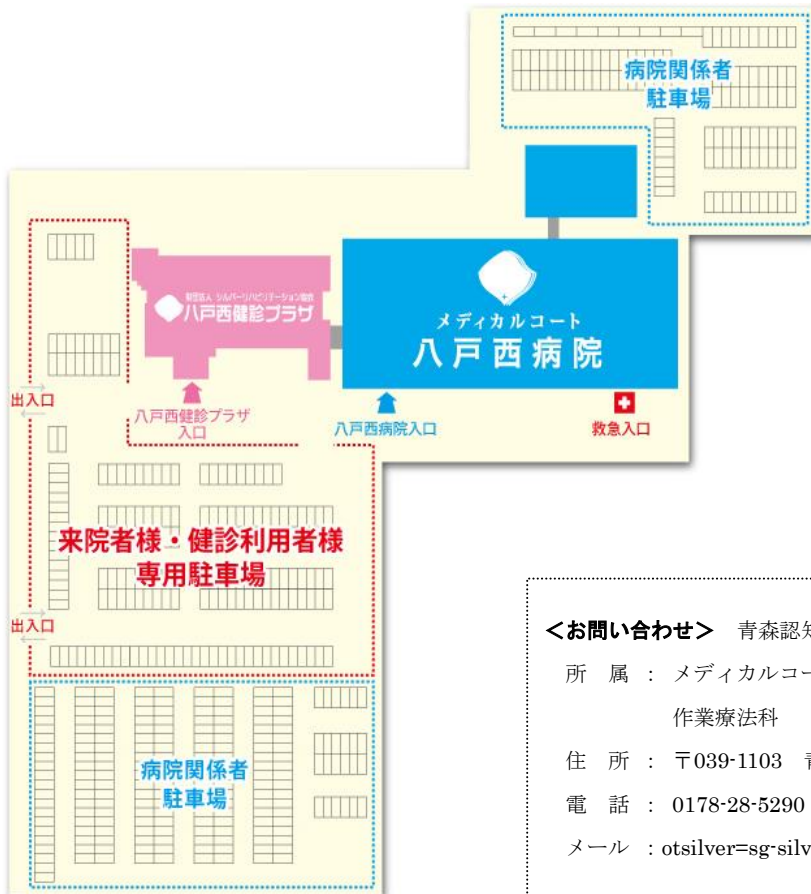 病院関係者
駐車場
財団法人 シルバーリハビリテーション協会
八戸西健診プラザ
メディカルコート
八戸西病院
出入口
八戸西健診プラザ
入口
八戸西病院入口
救急入口
来院者様・健診利用者様
専用駐車場
出入口
病院関係者
駐車場
＜お問い合わせ＞ 青森認
所 属 ： メディカルコー
作業療法科
住 所 ： 〒039-1103
電 話 ： 0178-28-5290
メール ：otsilver=sg-silv